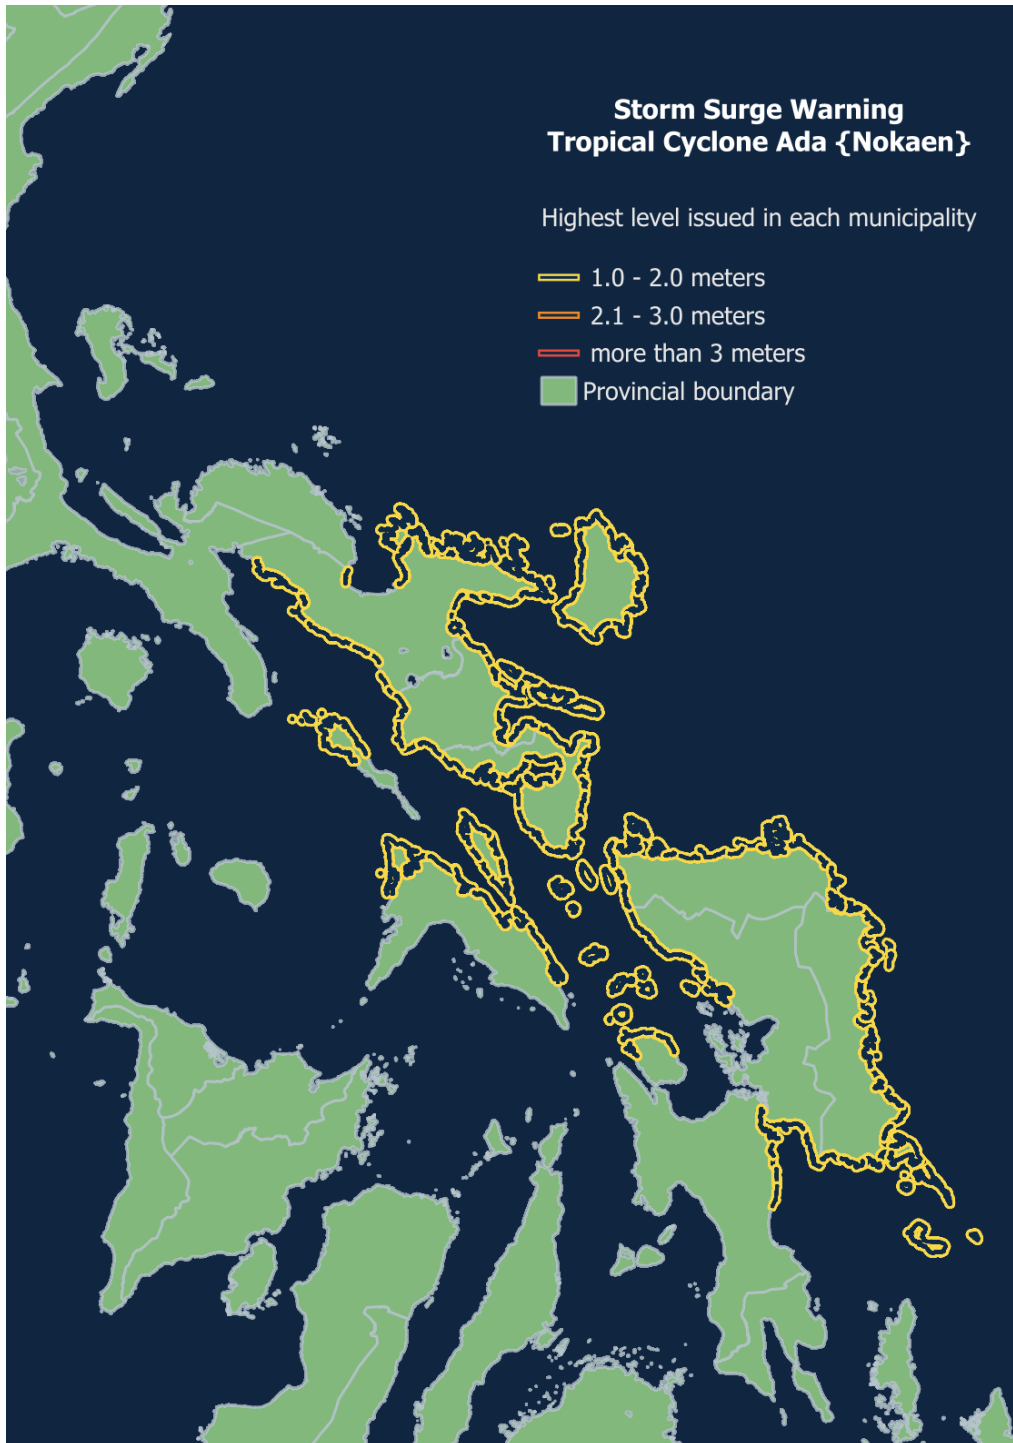 Storm Surge Warning
Tropical Cyclone Ada {Nokaen}
Highest level issued in each municipality
1.0 - 2.0 meters
2.1 - 3.0 meters
more than 3 meters
Provincial boundary